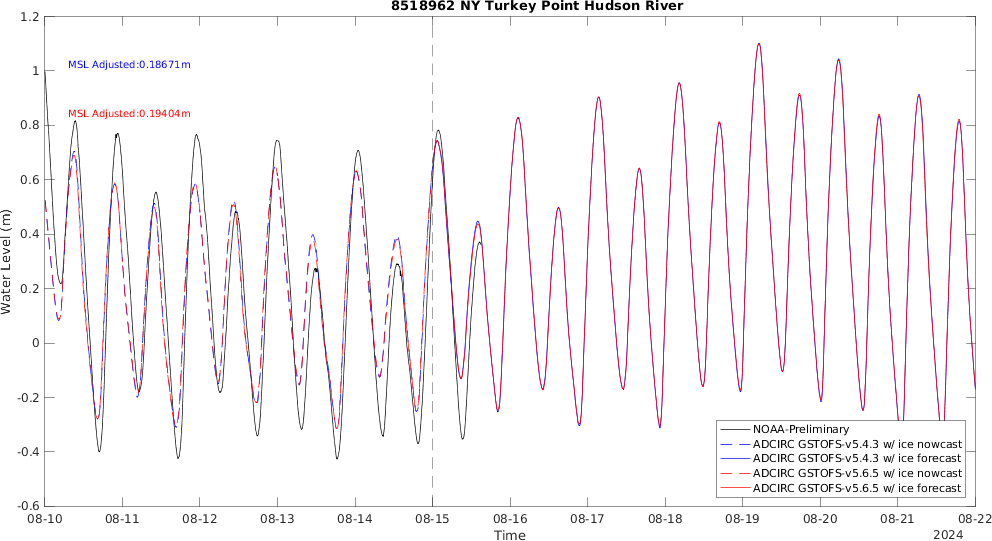 8518962 NY Turkey Point Hudson River
1.2
1
0.8
0.6
0.4
0.2
0
-0.2
-0.4
-0.6
Water Level (m)
MSL Adjusted:0.18671m
MSL Adjusted:0.19404m
NOAA-Preliminary
ADCIRC GSTOFS-v5.4.3 w/ ice nowcast
ADCIRC GSTOFS-v5.4.3 w/ ice forecast
ADCIRC GSTOFS-v5.6.5 w/ ice nowcast
ADCIRC GSTOFS-v5.6.5 w/ ice forecast
08-10 08-11 08-12 08-13 08-14 08-15 08-16 08-17 08-18 08-19 08-20 08-21 08-22
Time
2024